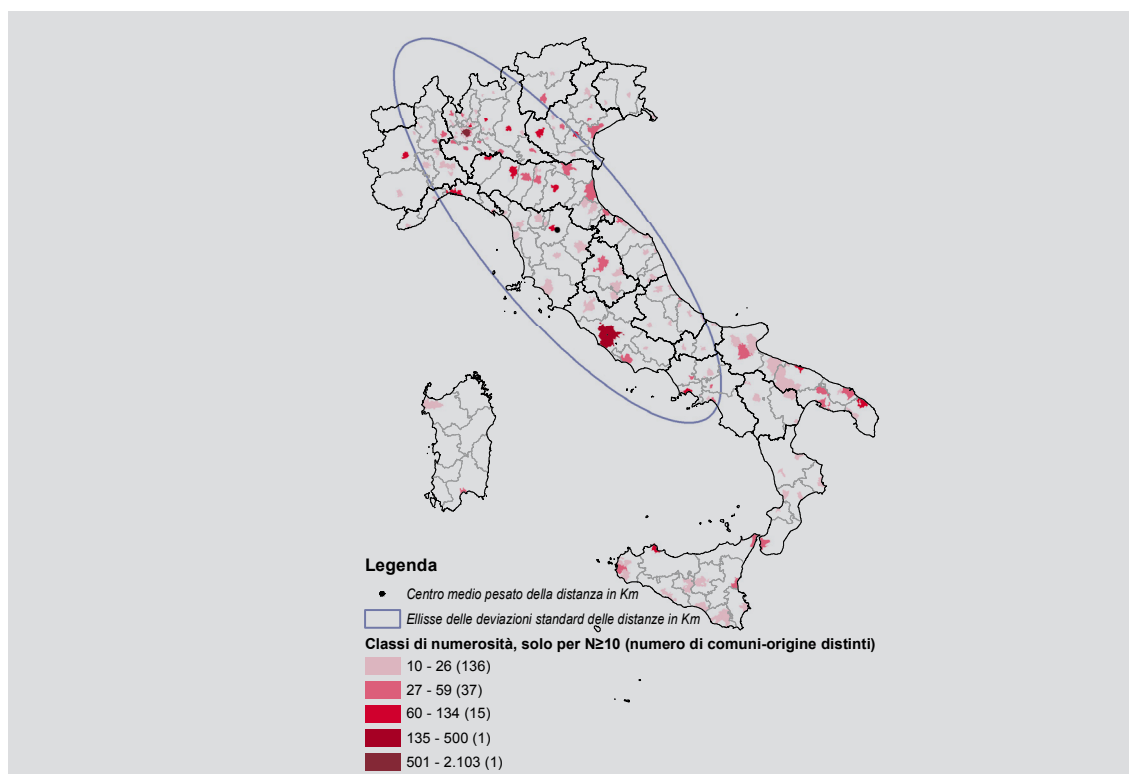 Legenda
Centro medio pesato della distanza in Km
Ellisse delle deviazioni standard delle distanze in Km
Classi di numerosità, solo per N≥10 (numero di comuni-origine distinti)
10 - 26 (136)
27 - 59 (37)
60 - 134 (15)
135 - 500 (1)
501 - 2.103 (1)